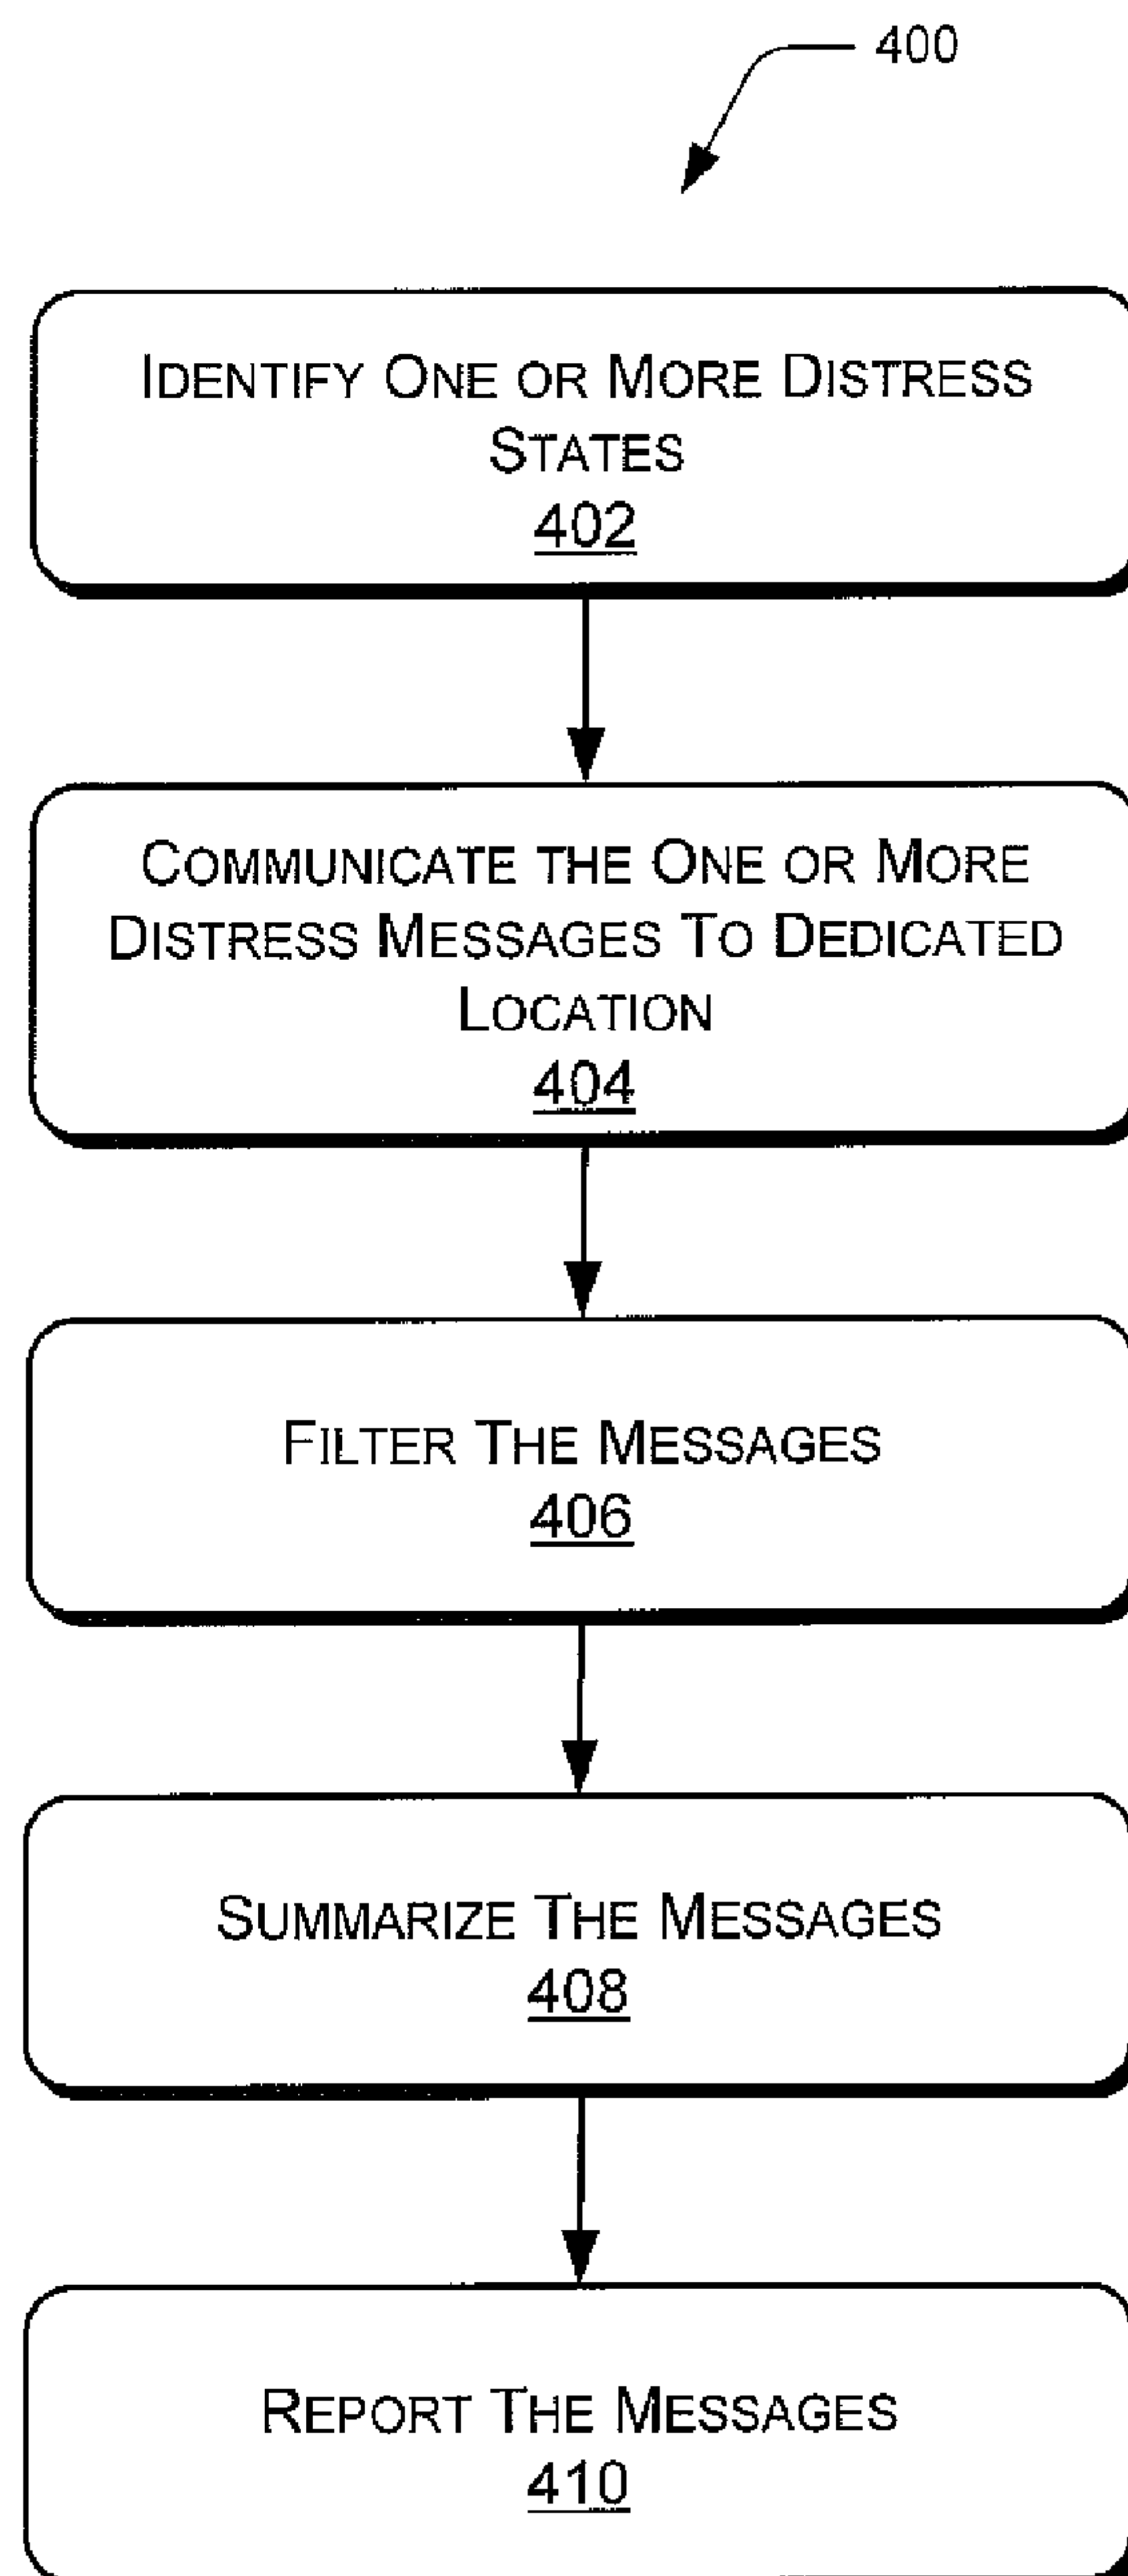 400
IDENTIFY ONE OR MORE DISTRESS
STATES
402
COMMUNICATE THE ONE OR MORE
DISTRESS MESSAGES TO DEDICATED
LOCATION
404
FILTER THE MESSAGES
406
SUMMARIZE THE MESSAGES
408
REPORT THE MESSAGES
410